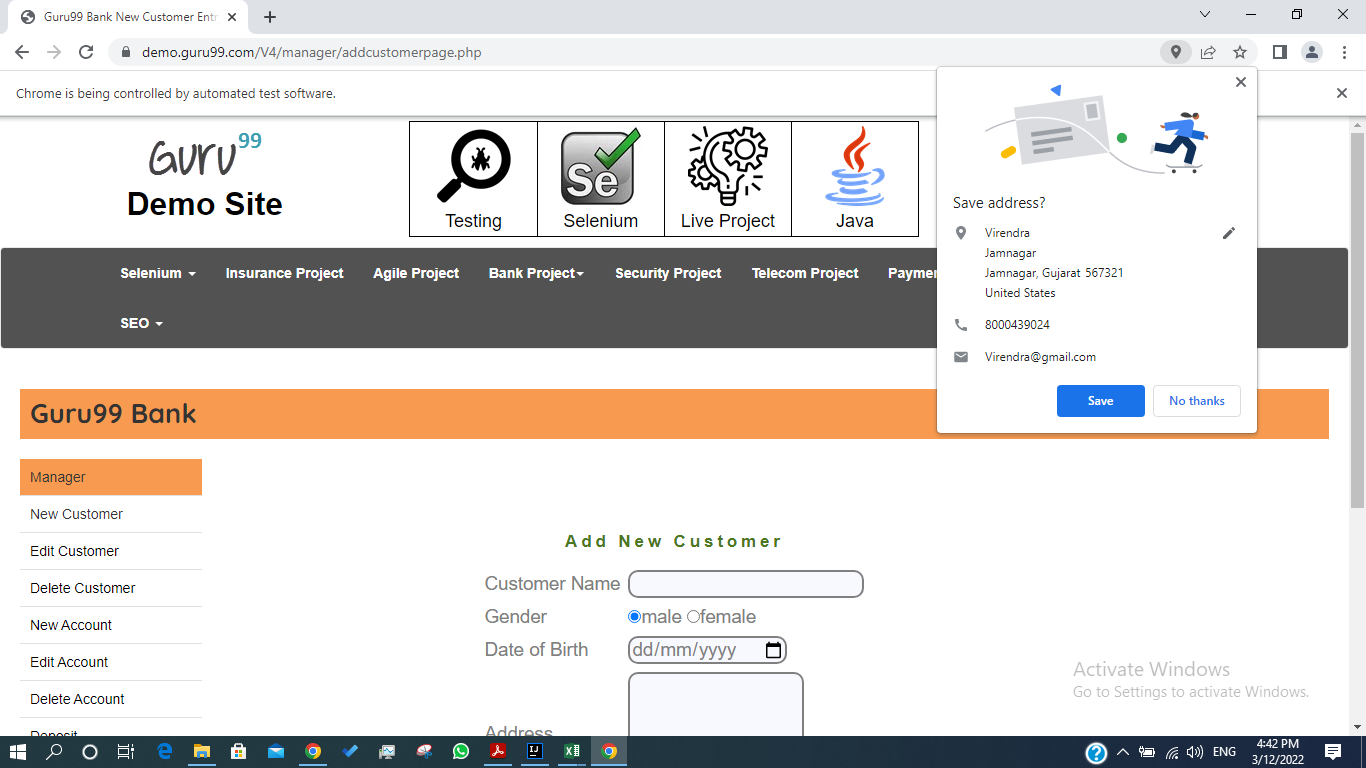 Guru99 Bank New Customer Entr
demo.guru99.com/V4/manager/addcustomerpage.php
Chrome is being controlled by automated test software.
Guru99
Demo Site
Testing
Se
Selenium
Live Project
Java
Selenium
Insurance Project
Agile Project
Bank Project
Security Project
Telecom Project
Paymen
SEO
Save address?
Virendra
Jamnagar
Jamnagar, Gujarat 567321
United States
8000439024
Virendra@gmail.com
Save
No thanks
Guru99 Bank
Manager
New Customer
Edit Customer
Delete Customer
New Account
Edit Account
Delete Account
Deposit
Add New Customer
Customer Name
Gender
male
female
Date of Birth
dd/mm/yyyy
Address
Activate Windows
Go to Settings to activate Windows.
ENG
4:42 PM
3/12/2022